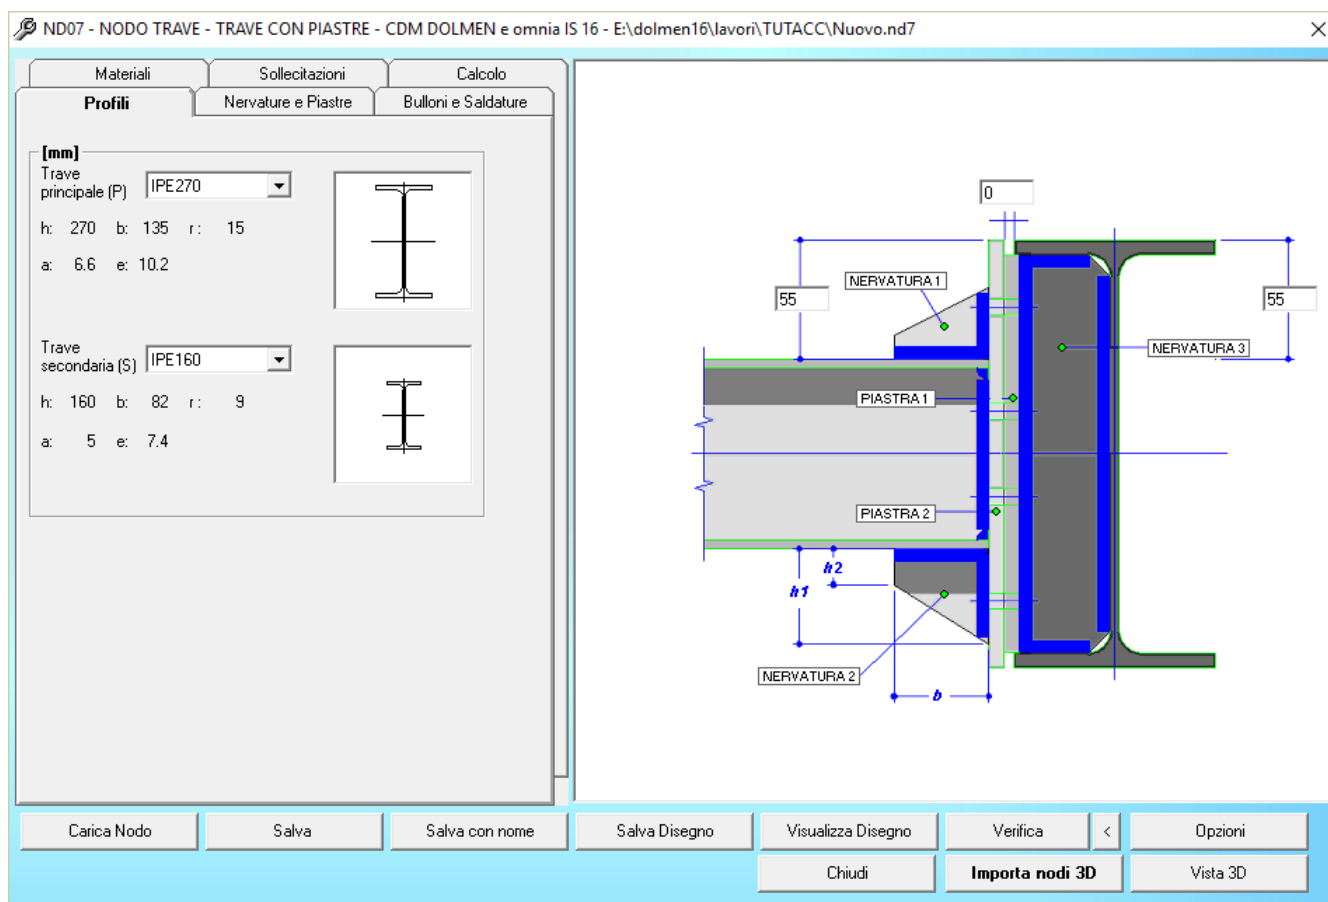 ND07 - NODO TRAVE - TRAVE CON PIASTRE - CDM DOLMEN e omnia IS 16 - E:\dolmen16\lavori\TUTACC\Nuovo.nd7
Materiali
Sollecitazioni
Calcolo
Profili
Nervature e Piastre
Bulloni e Saldature
[mm]
Trave
principale (P)
IPE270
h: 270 b: 135 r: 15
a: 6.6 e: 10.2
Trave
secondaria (S)
IPE160
h: 160 b: 82 r: 9
a: 5 e: 7.4
0
NERVATURA 1
55
55
NERVATURA 3
PIASTRA 1
PIASTRA 2
h2
h1
NERVATURA 2
b
Carica Nodo
Salva
Salva con nome
Salva Disegno
Visualizza Disegno
Verifica
<
Opzioni
Chiudi
Importa nodi 3D
Vista 3D